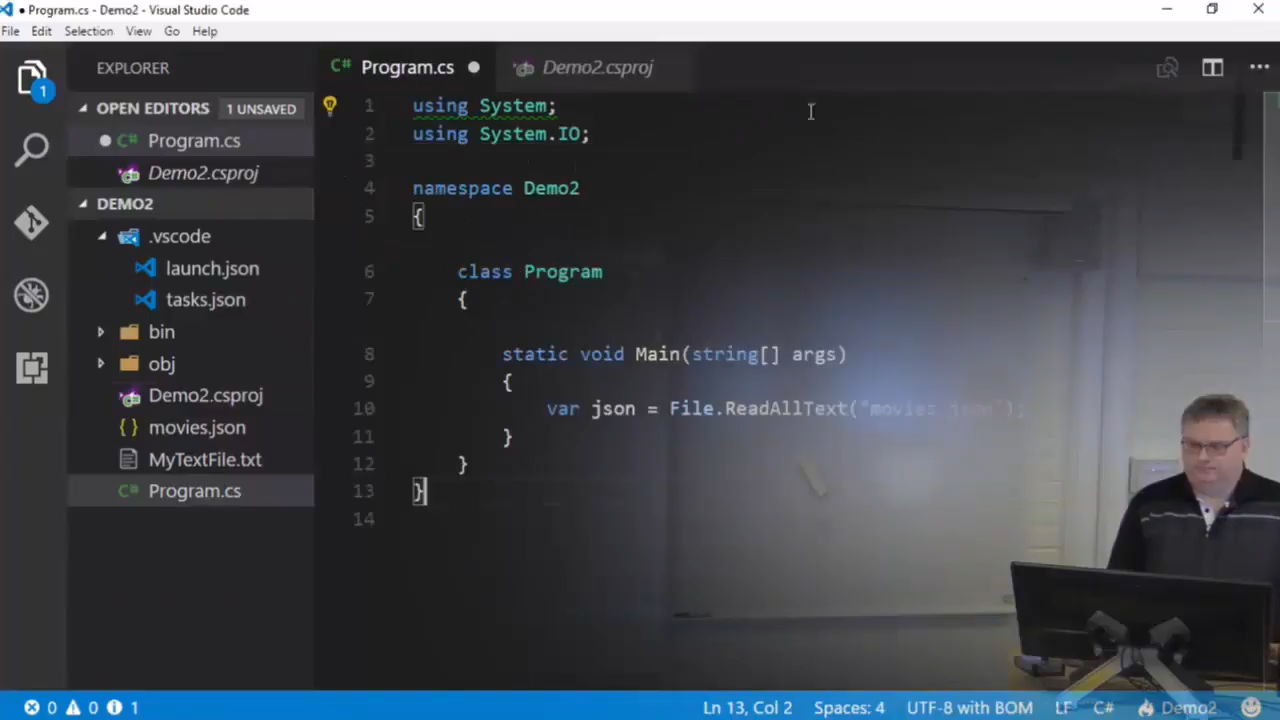 Program.cs - Demo2 - Visual Studio Code
File Edit Selection View Go Help
EXPLORER
OPEN EDITORS 1 UNSAVED
Program.cs
Demo2.csproj
DEMO2
.vscode
launch.json
tasks.json
bin
obj
Demo2.csproj
movies.json
MyTextFile.txt
Program.cs
1
Program.cs Demo2.csproj
1 using System;
2 using System.IO;
3
4 namespace Demo2
5 {
6 class Program
7 {
8 static void Main(string[] args)
9 {
10 var json = File.ReadAllText("movies.json");
11 }
12 }
13 }
14
0 0 1 Ln 13, Col 2 Spaces: 4 UTF-8 with BOM LF C# Demo2